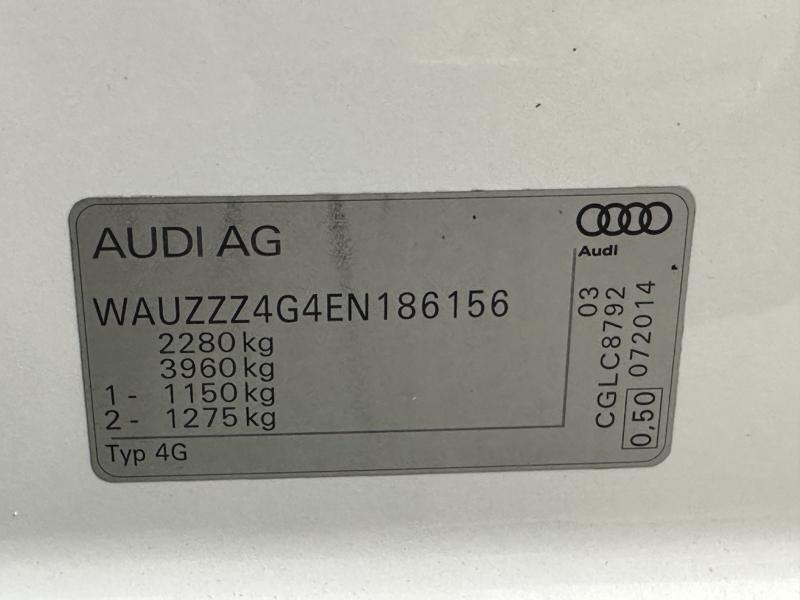 AUDI AG
WAUZZZ4G4EN186156
2280 kg
3960 kg
1 - 1150 kg
2 - 1275 kg
Typ 4G
Audi
03
CGLC8792
0,50 072014